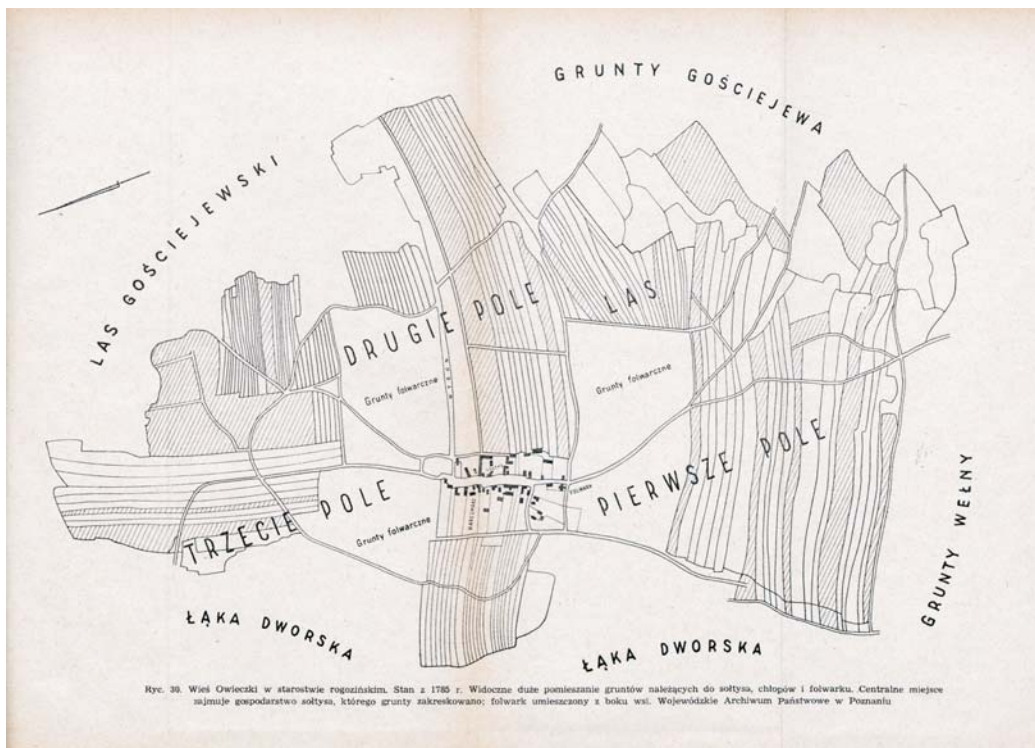 GRUNTY GOŚCIEJEWA
LAS GOŚCIEJEWSKI
DRUGIE POLE
LAS
Grunty folwarczne
Grunty folwarczne
PIERWSZE POLE
FOLWARK
TRZECIE POLE
Grunty folwarczne
GRUNTY WEŁNY
ŁĄKA DWORSKA
ŁĄKA DWORSKA
Ryc. 30. Wieś Owieczki w starostwie rogozińskim. Stan z 1785 r. Widoczne duże pomieszanie gruntów należących do sołtysa, chłopów i folwarku. Centralne miejsce
zajmuje gospodarstwo sołtysa, którego grunty zakreskowano; folwark umieszczony z boku wsi. Wojewódzkie Archiwum Państwowe w Poznaniu